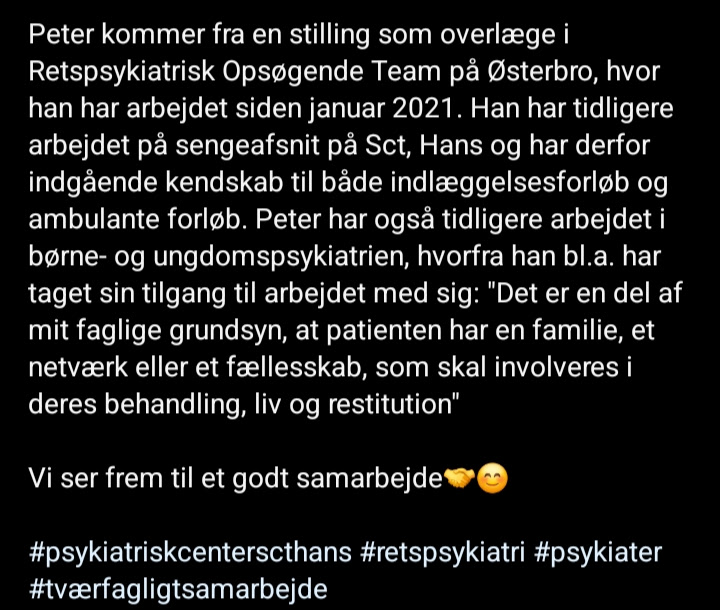 Peter kommer fra en stilling som overlæge i
Retspsykiatrisk Opsøgende Team på Østerbro, hvor
han har arbejdet siden januar 2021. Han har tidligere
arbejdet på sengeafsnit på Sct, Hans og har derfor
indgående kendskab til både indlæggelsesforløb og
ambulante forløb. Peter har også tidligere arbejdet i
børne- og ungdomspsykiatrien, hvorfra han bl.a. har
taget sin tilgang til arbejdet med sig: "Det er en del af
mit faglige grundsyn, at patienten har en familie, et
netværk eller et fællesskab, som skal involveres i
deres behandling, liv og restitution"
Vi ser frem til et godt samarbejde🤝😊
#psykiatriskcenterscthans #retspsykiatri #psykiater
#tværfagligtsamarbejde